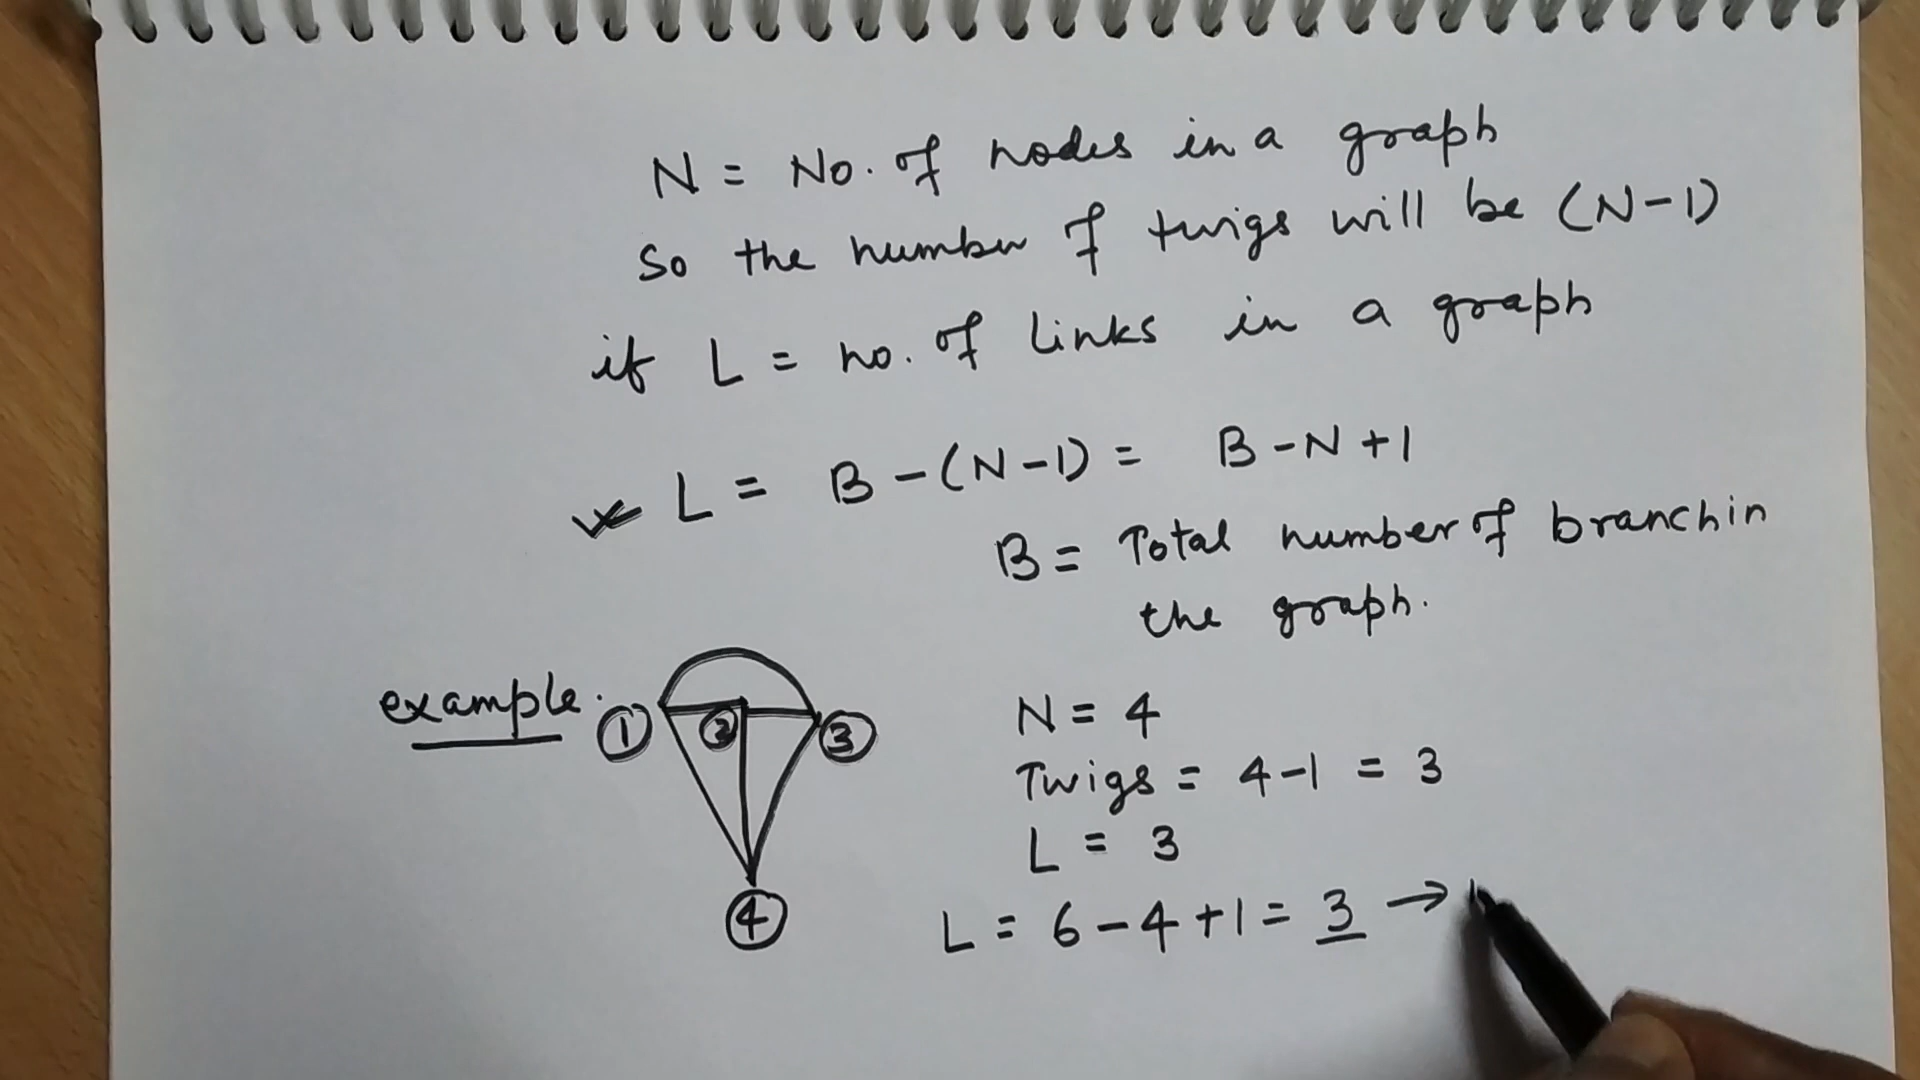 N = No. of nodes in a graph
So the number of twigs will be (N-1)
if L = no. of links in a graph
L = B - (N-1) = B - N + 1
B = Total number of branch in
the graph.
example.
① ② ③
④
N = 4
Twigs = 4-1 = 3
L = 3
L = 6 - 4 + 1 = 3 →